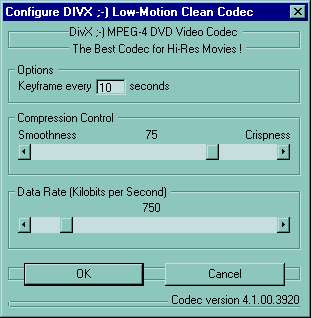 Configure DIVX ;-) Low-Motion Clean Codec
DivX ;-) MPEG-4 DVD Video Codec
The Best Codec for Hi-Res Movies !
Options
Keyframe every 10 seconds
Compression Control
Smoothness 75 Crispness
Data Rate (Kilobits per Second)
750
OK Cancel
Codec version 4.1.00.3920